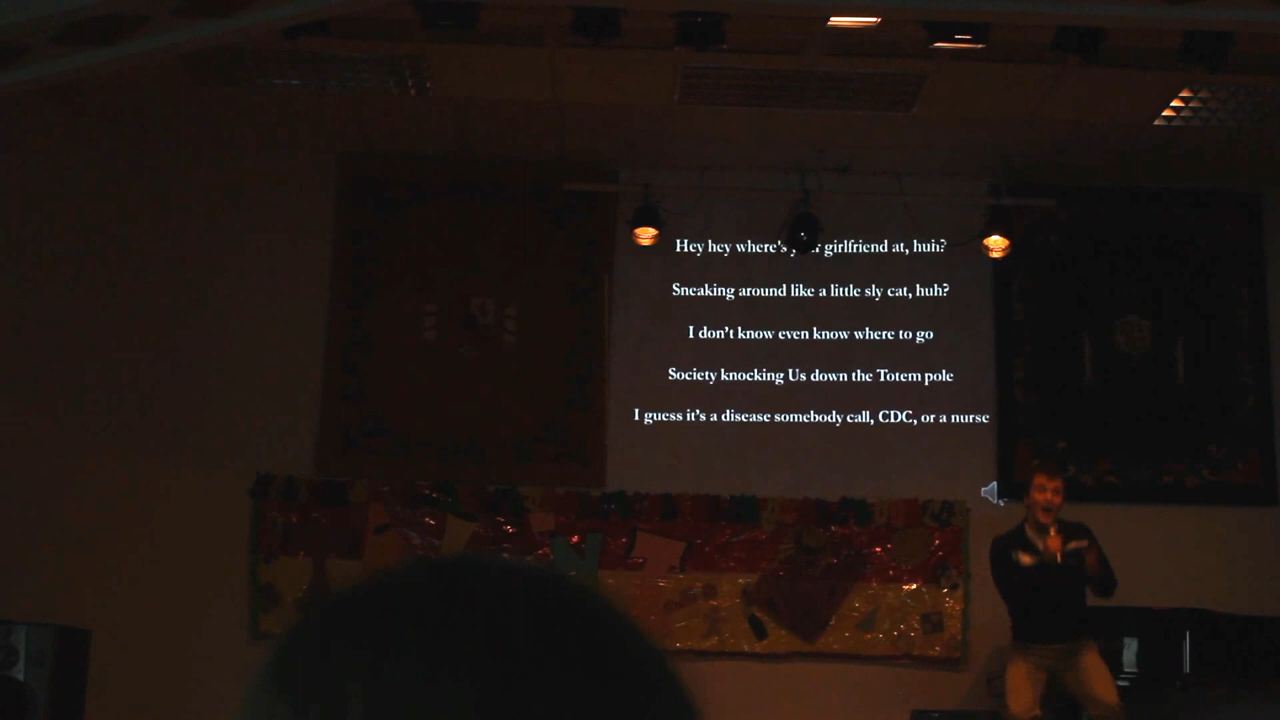 Hey hey where's your girlfriend at, huh?
Sneaking around like a little sly cat, huh?
I don't know even know where to go
Society knocking Us down the Totem pole
I guess it's a disease somebody call, CDC, or a nurse